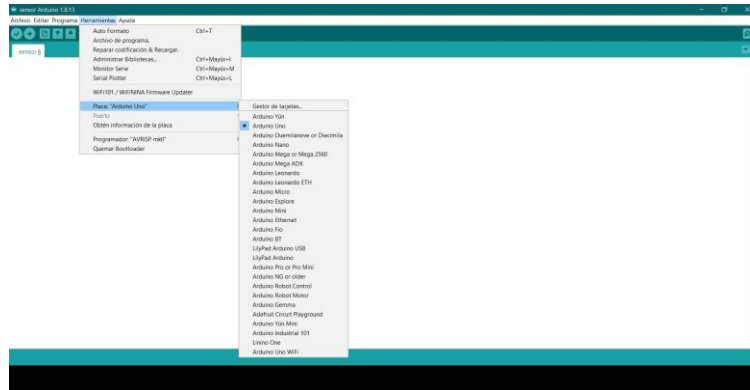 sensor Arduino 1.8.13
Archivo Editar Programa Herramientas Ayuda
sensor §
Auto Formato Ctrl+T
Archivo de programa.
Reparar codificación & Recargar.
Administrar Bibliotecas... Ctrl+Mayús+I
Monitor Serie Ctrl+Mayús+M
Serial Plotter Ctrl+Mayús+L
WiFi101 / WiFiNINA Firmware Updater
Placa: "Arduino Uno"
Puerto
Obtén información de la placa
Programador: "AVRISP mkII"
Quemar Bootloader
Gestor de tarjetas...
Arduino Yún
Arduino Uno
Arduino Duemilanove or Diecimila
Arduino Nano
Arduino Mega or Mega 2560
Arduino Mega ADK
Arduino Leonardo
Arduino Leonardo ETH
Arduino Micro
Arduino Esplora
Arduino Mini
Arduino Ethernet
Arduino Fio
Arduino BT
LilyPad Arduino USB
LilyPad Arduino
Arduino Pro or Pro Mini
Arduino NG or older
Arduino Robot Control
Arduino Robot Motor
Arduino Gemma
Adafruit Circuit Playground
Arduino Yún Mini
Arduino Industrial 101
Linino One
Arduino Uno WiFi